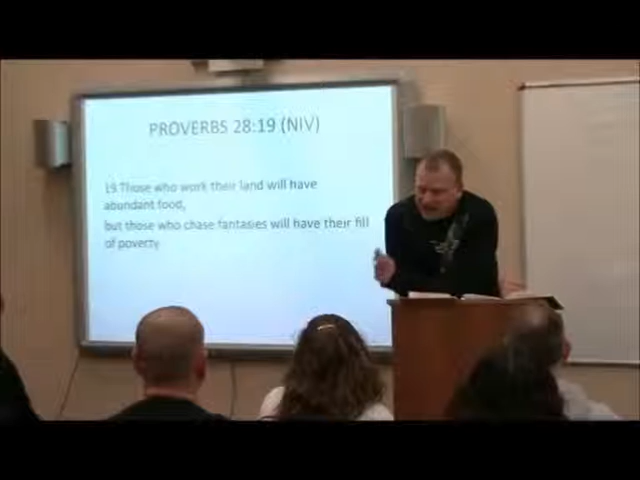 PROVERBS 28:19 (NIV)
19 Those who work their land will have
abundant food,
but those who chase fantasies will have their fill
of poverty.